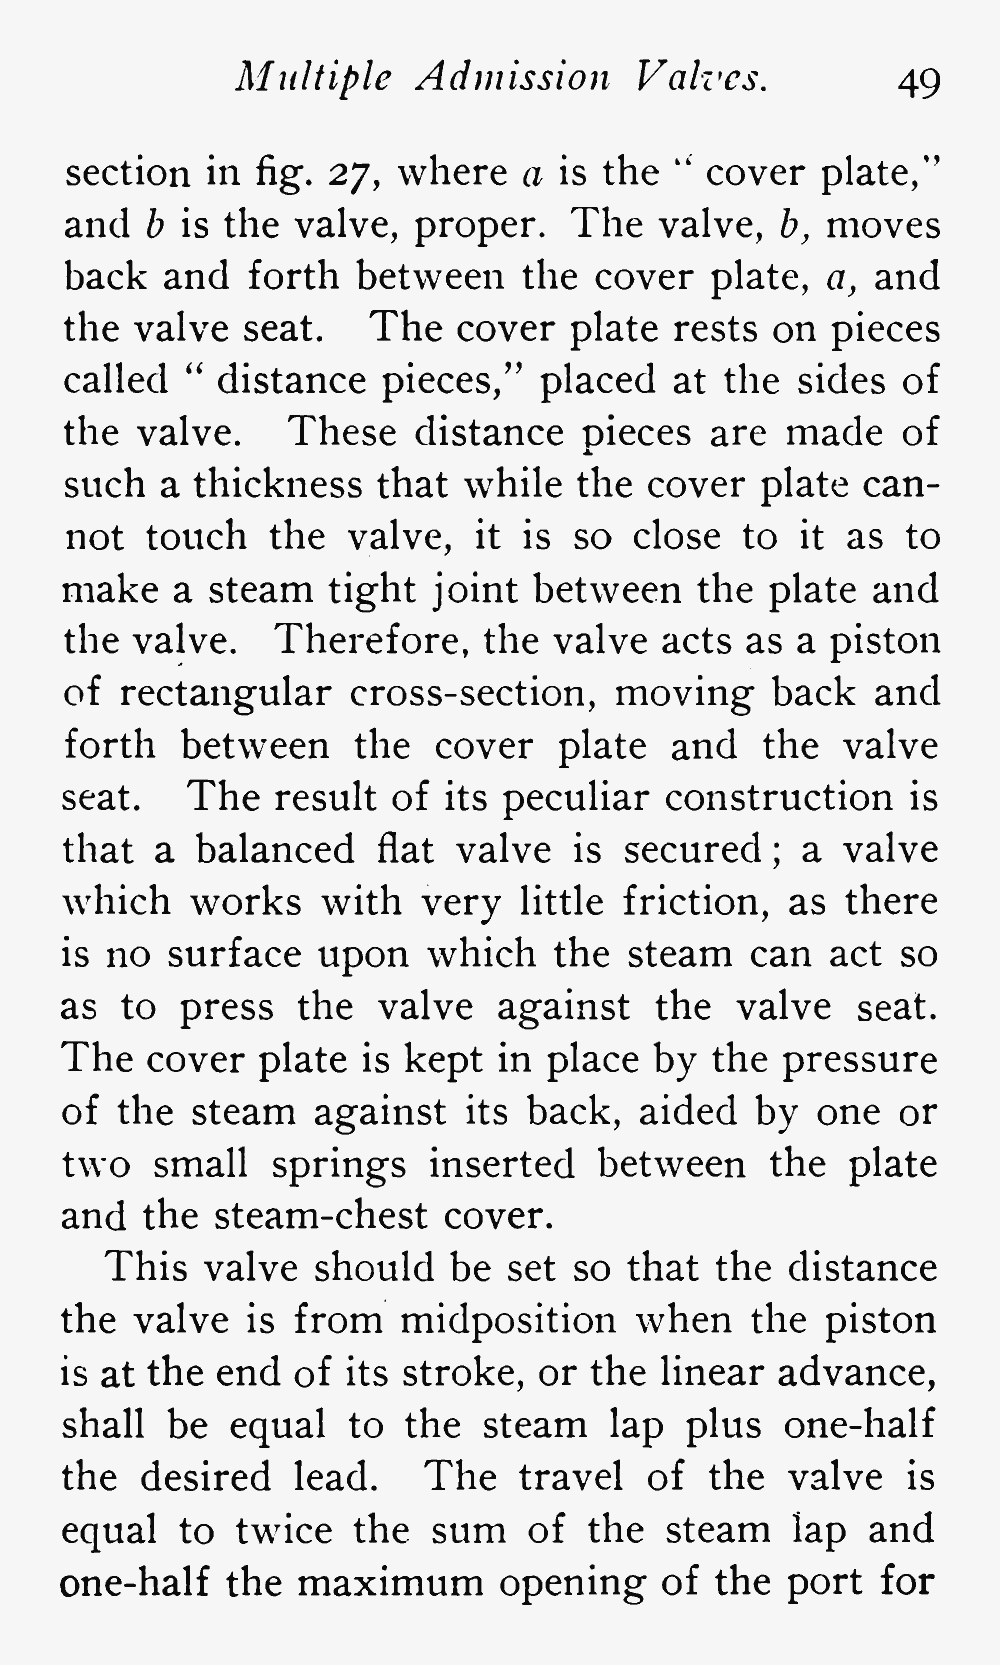 Multiple Admission Valves. 49
section in fig. 27, where a is the “ cover plate,”
and b is the valve, proper. The valve, b, moves
back and forth between the cover plate, a, and
the valve seat. The cover plate rests on pieces
called “ distance pieces,” placed at the sides of
the valve. These distance pieces are made of
such a thickness that while the cover plate can-
not touch the valve, it is so close to it as to
make a steam tight joint between the plate and
the valve. Therefore, the valve acts as a piston
of rectangular cross-section, moving back and
forth between the cover plate and the valve
seat. The result of its peculiar construction is
that a balanced flat valve is secured ; a valve
which works with very little friction, as there
is no surface upon which the steam can act so
as to press the valve against the valve seat.
The cover plate is kept in place by the pressure
of the steam against its back, aided by one or
two small springs inserted between the plate
and the steam-chest cover.
This valve should be set so that the distance
the valve is from midposition when the piston
is at the end of its stroke, or the linear advance,
shall be equal to the steam lap plus one-half
the desired lead. The travel of the valve is
equal to twice the sum of the steam lap and
one-half the maximum opening of the port for